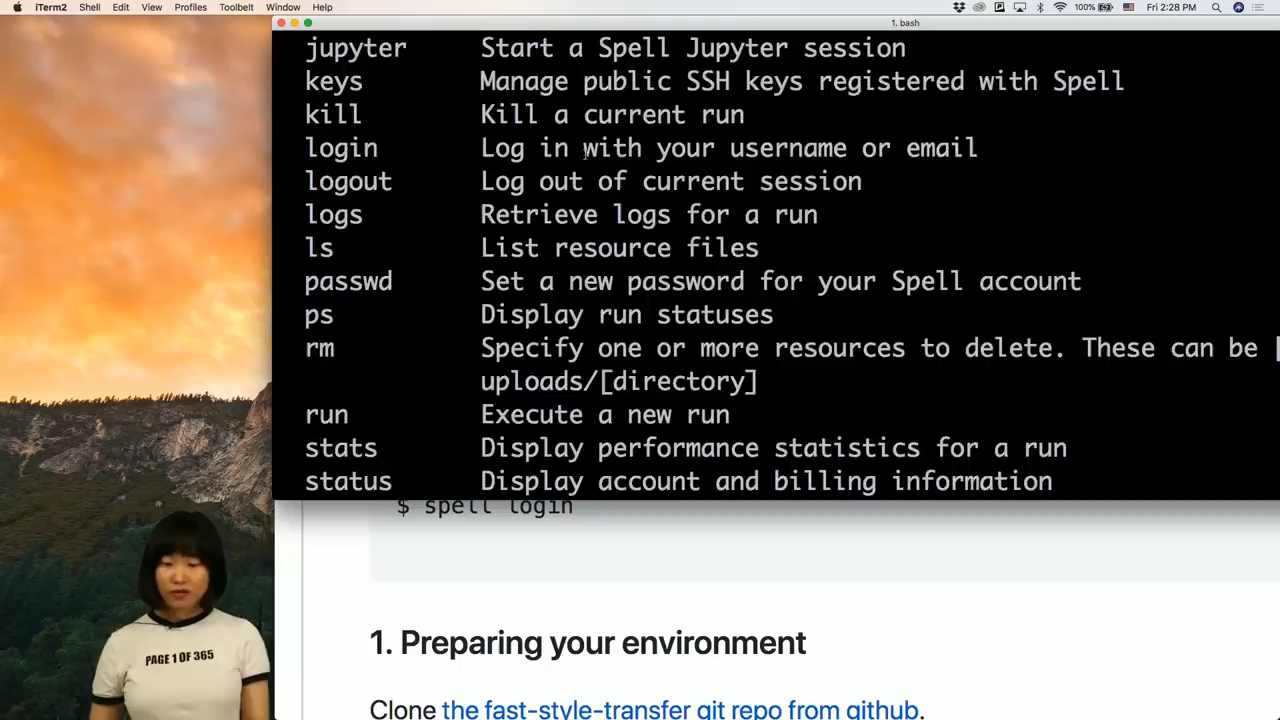 iTerm2 Shell Edit View Profiles Toolbelt Window Help 100% Fri 2:28 PM
1. bash
jupyter Start a Spell Jupyter session
keys Manage public SSH keys registered with Spell
kill Kill a current run
login Log in with your username or email
logout Log out of current session
logs Retrieve logs for a run
ls List resource files
passwd Set a new password for your Spell account
ps Display run statuses
rm Specify one or more resources to delete. These can be [
uploads/[directory]
run Execute a new run
stats Display performance statistics for a run
status Display account and billing information
$ spell login
1. Preparing your environment
Clone the fast-style-transfer git repo from github.
PAGE 1 OF 365